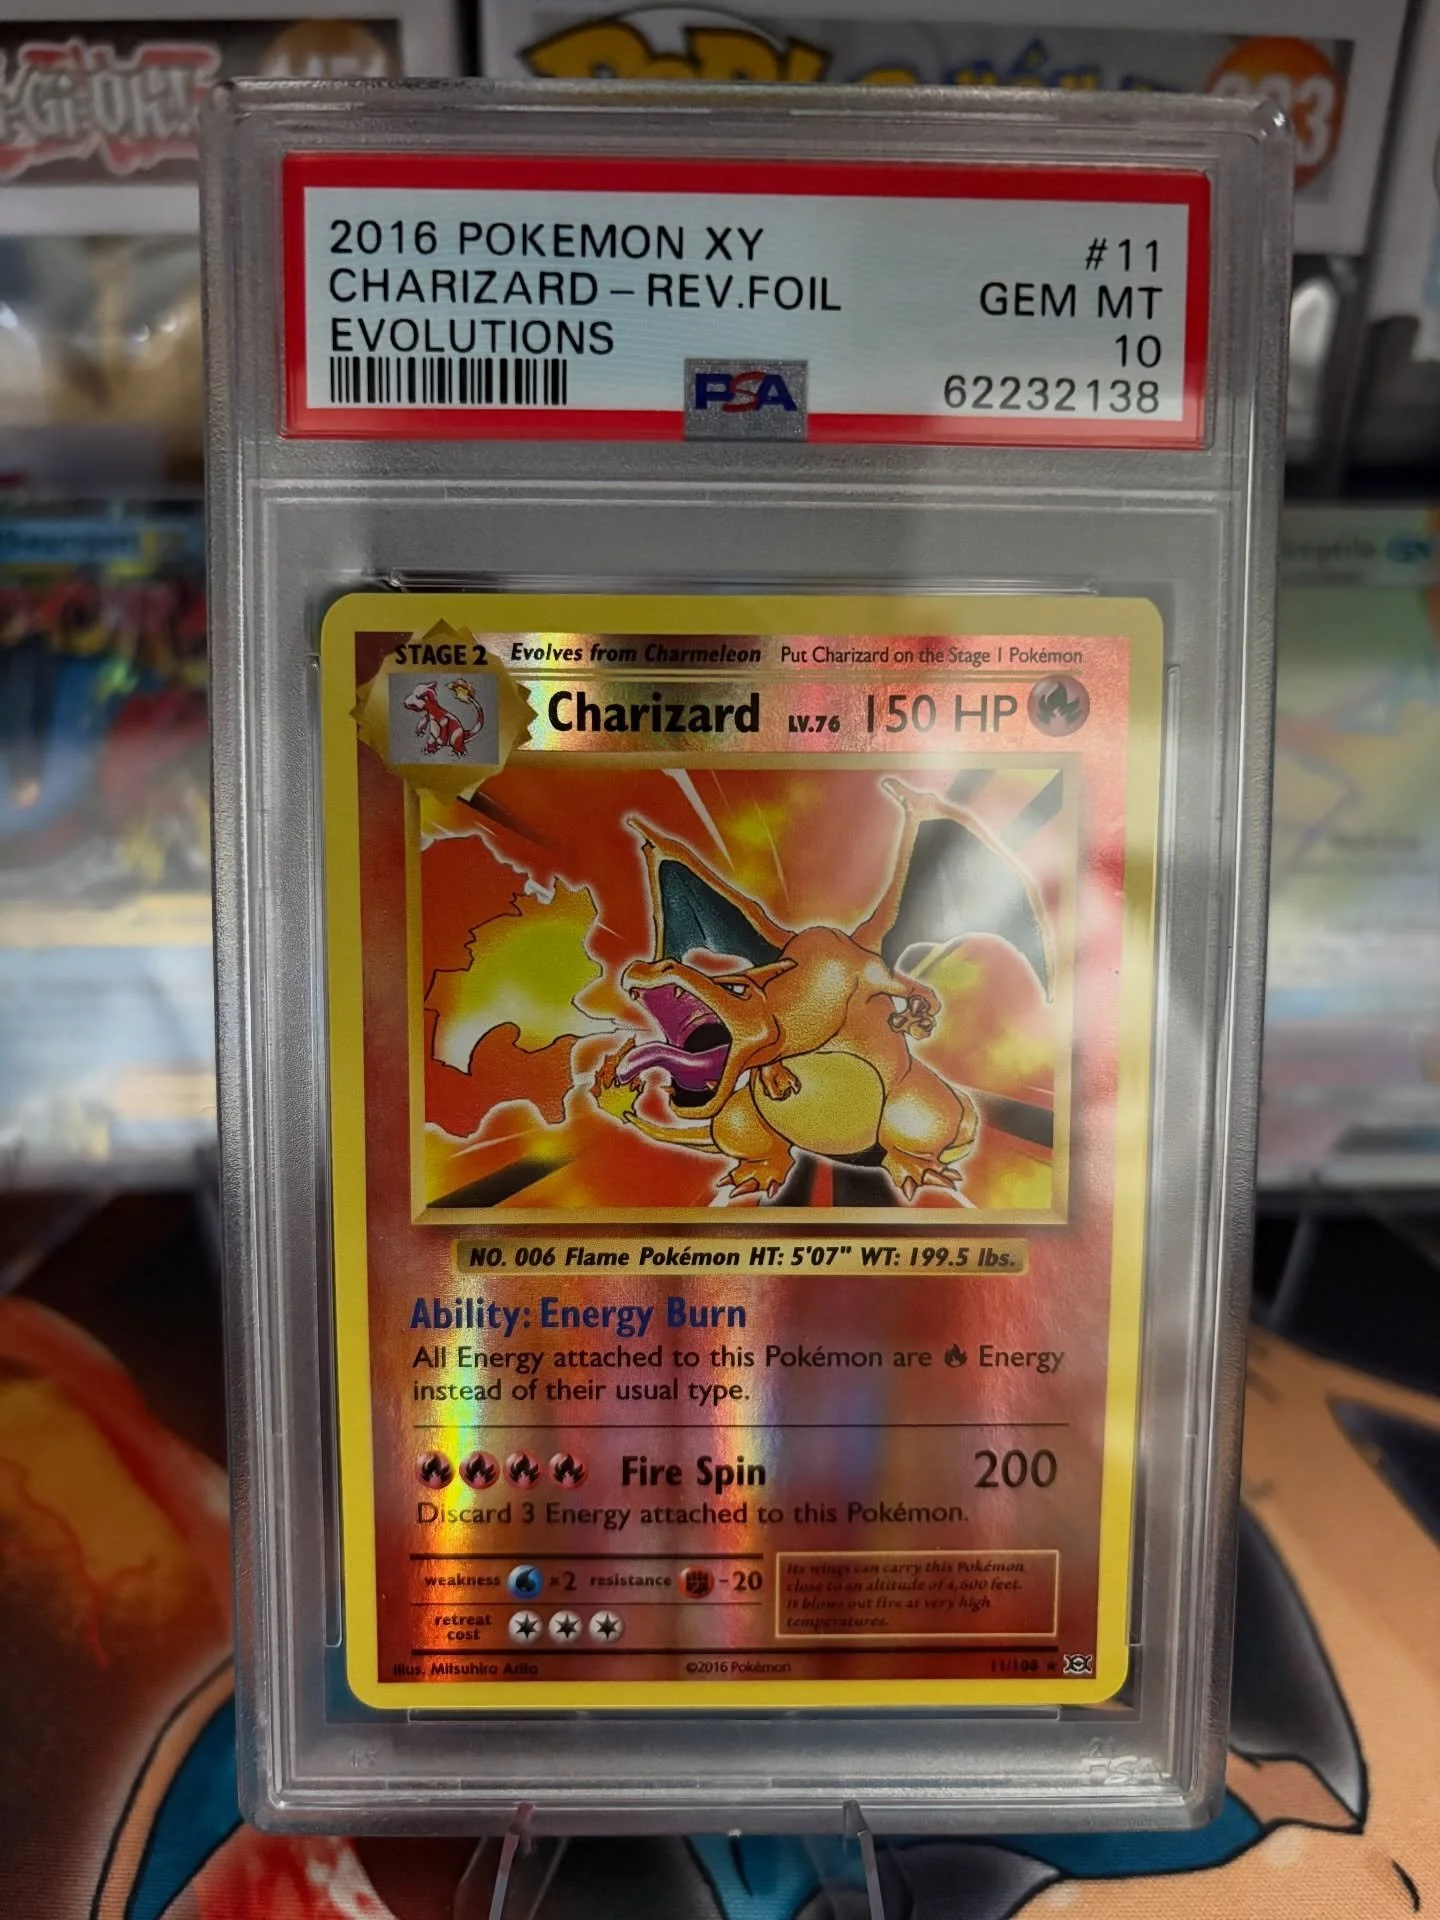 2016 POKEMON XY
#11
CHARIZARD – REV.FOIL
GEM MT
EVOLUTIONS
10
PSA
62232138
STAGE 2 Evolves from Charmeleon Put Charizard on the Stage 1 Pokémon
Charizard LV.76 150 HP
NO. 006 Flame Pokémon HT: 5'07" WT: 199.5 lbs.
Ability: Energy Burn
All Energy attached to this Pokémon are Energy
instead of their usual type.
Fire Spin 200
Discard 3 Energy attached to this Pokémon.
weakness ×2 resistance -20
retreat
cost
Its wings can carry this Pokémon
close to an altitude of 4,600 feet.
It blows out fire at very high
temperatures.
Illus. Mitsuhiro Arita
©2016 Pokémon
11/108 ★